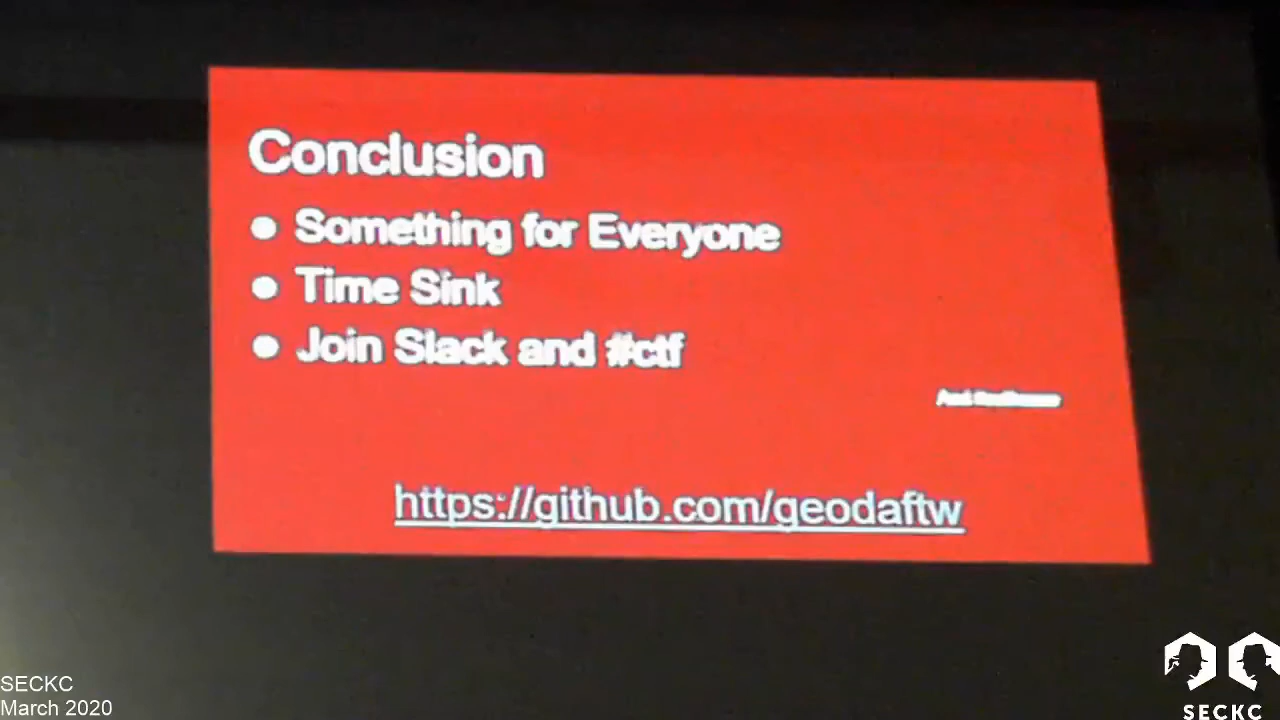 Conclusion
● Something for Everyone
● Time Sink
● Join Slack and #ctf
https://github.com/geodaftw
SECKC
March 2020
SECKC